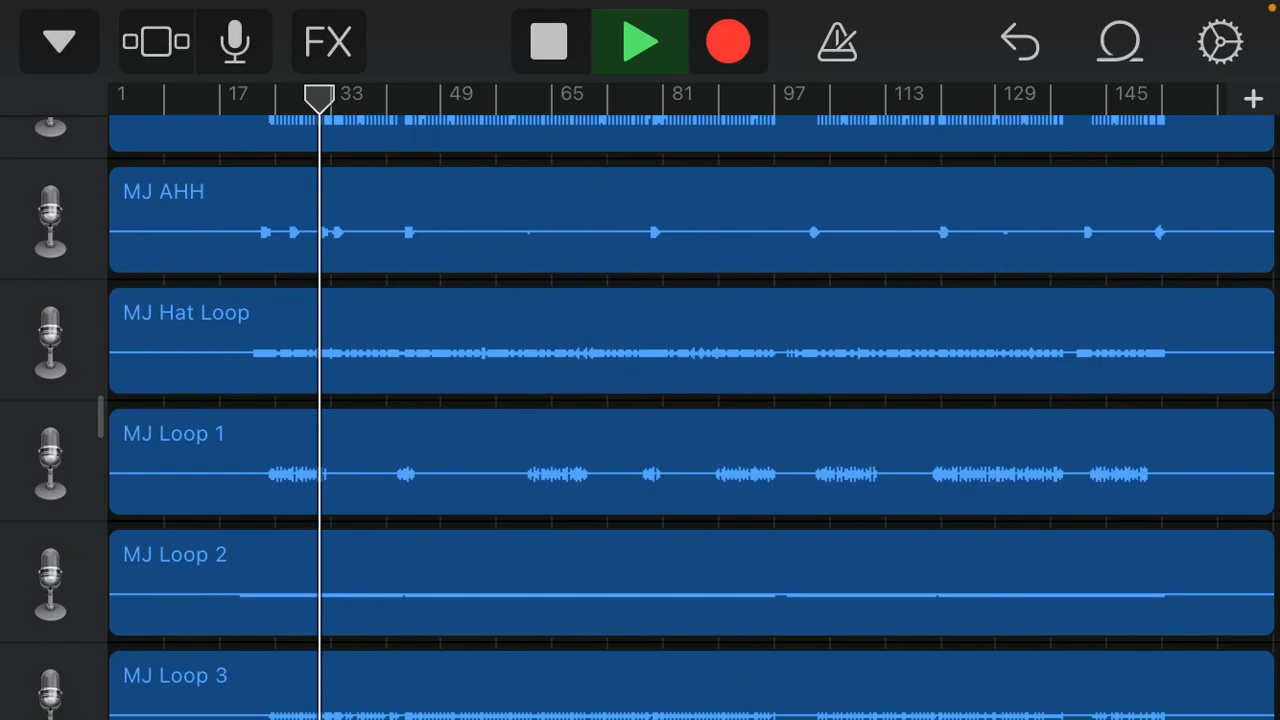 FX
1 17 33 49 65 81 97 113 129 145 +
MJ AHH
MJ Hat Loop
MJ Loop 1
MJ Loop 2
MJ Loop 3